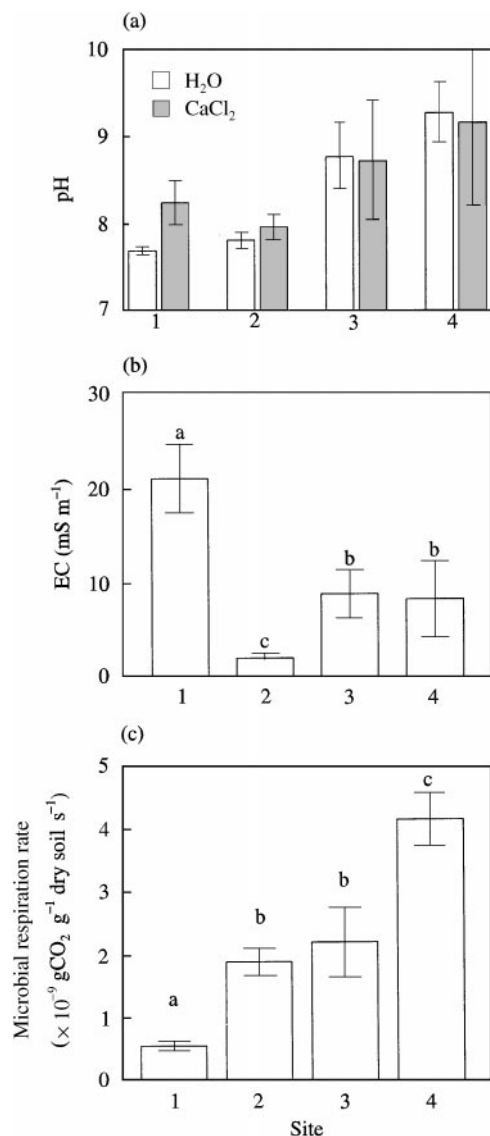 (a)
10
9
8
7
pH
H₂O
CaCl₂
1 2 3 4
(b)
30
20
10
0
EC (mS m⁻¹)
a
c
b
b
1 2 3 4
(c)
5
4
3
2
1
0
Microbial respiration rate
(× 10⁻⁹ gCO₂ g⁻¹ dry soil s⁻¹)
a
b
b
c
1 2 3 4
Site